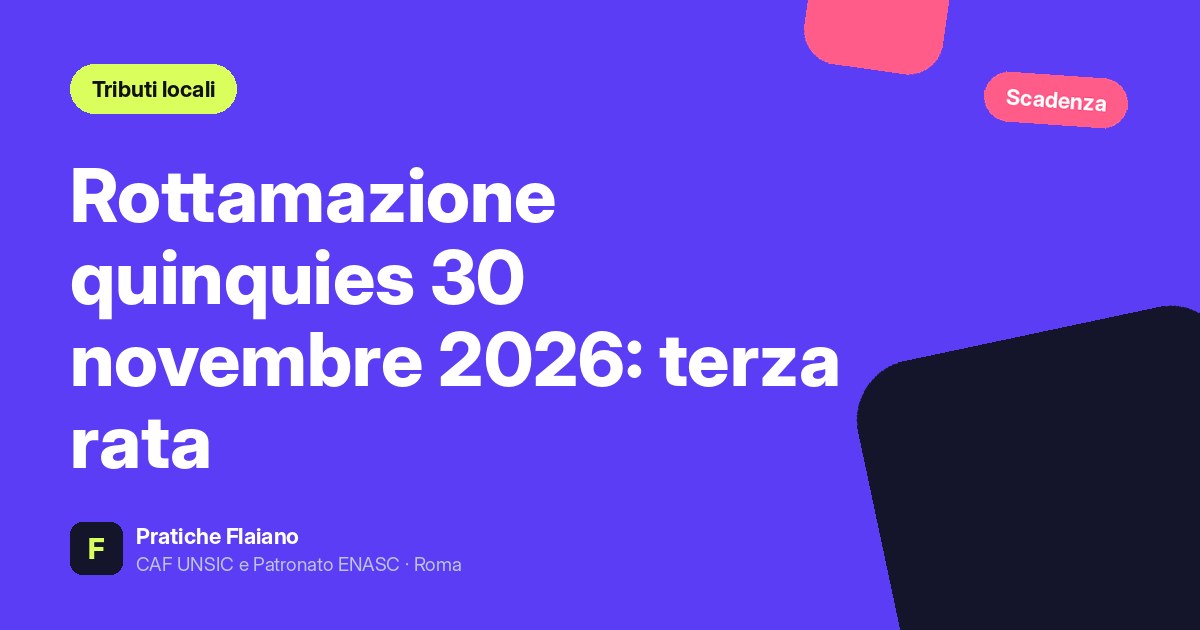 Tributi locali
Scadenza
Rottamazione
quinquies 30
novembre 2026: terza
rata
F
Pratiche Flaiano
CAF UNSIC e Patronato ENASC · Roma